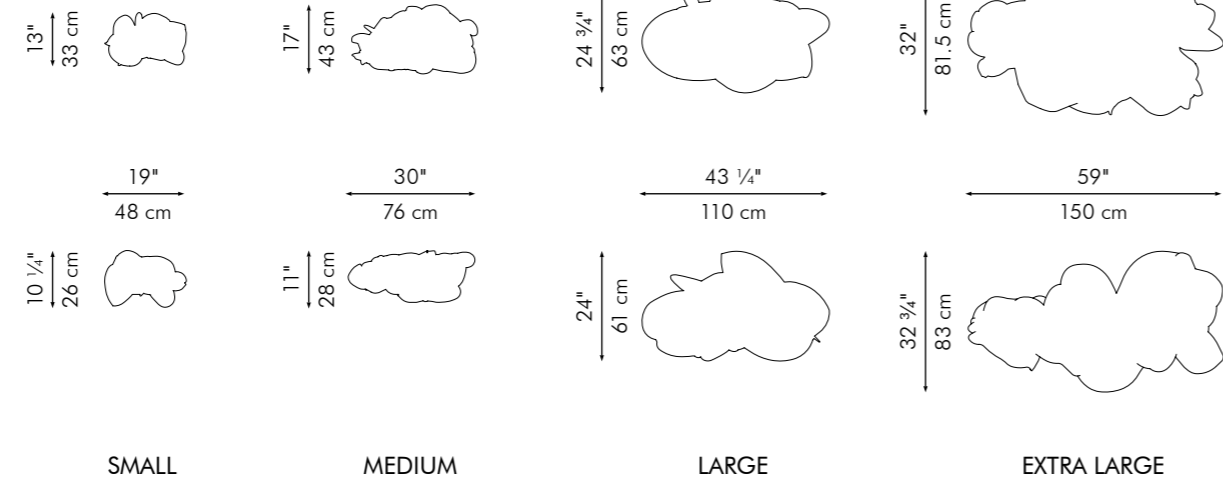 13"
33 cm
17"
43 cm
24 ¾"
63 cm
32"
81.5 cm
19"
48 cm
30"
76 cm
43 ¼"
110 cm
59"
150 cm
10 ¼"
26 cm
11"
28 cm
24"
61 cm
32 ¾"
83 cm
SMALL
MEDIUM
LARGE
EXTRA LARGE